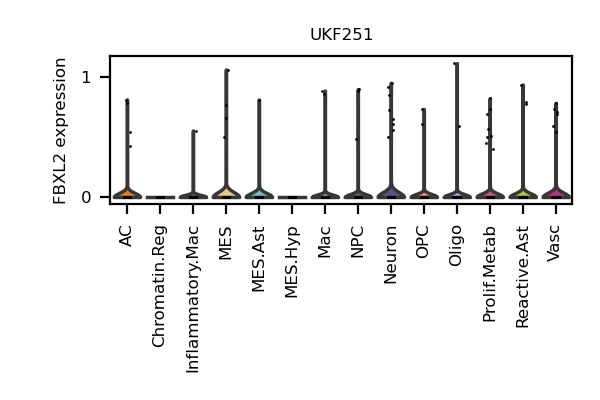 UKF251
FBXL2 expression
1
0
AC
Chromatin.Reg
Inflammatory.Mac
MES
MES.Ast
MES.Hyp
Mac
NPC
Neuron
OPC
Oligo
Prolif.Metab
Reactive.Ast
Vasc